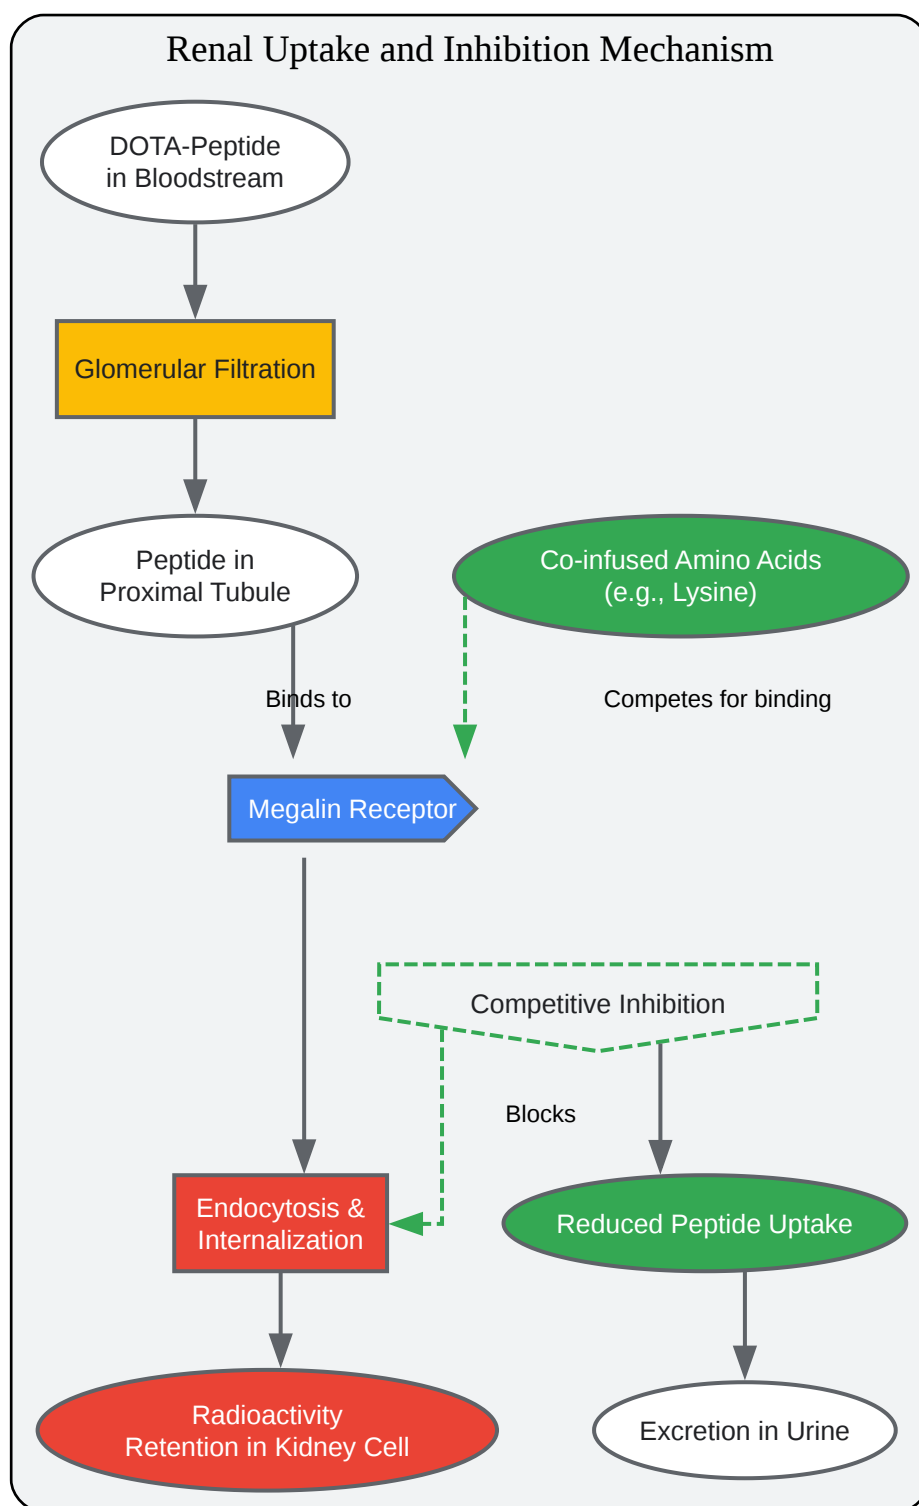 Renal Uptake and Inhibition Mechanism
DOTA-Peptide
in Bloodstream
Glomerular Filtration
Peptide in
Proximal Tubule
Co-infused Amino Acids
(e.g., Lysine)
Binds to
Competes for binding
Megalin Receptor
Competitive Inhibition
Blocks
Endocytosis &
Internalization
Reduced Peptide Uptake
Radioactivity
Retention in Kidney Cell
Excretion in Urine